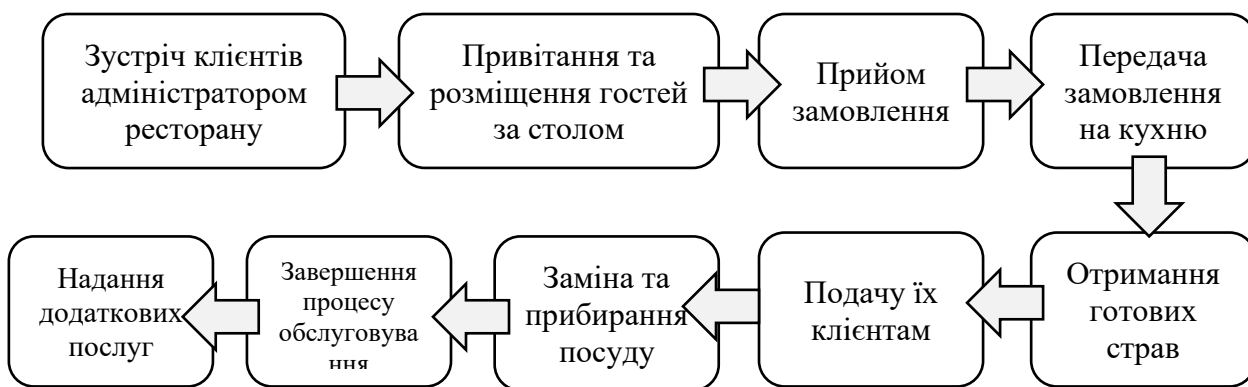 Зустріч клієнтів
адміністратором
ресторану
Привітання та
розміщення гостей
за столом
Прийом
замовлення
Передача
замовлення
на кухню
Отримання
готових
страв
Подачу їх
клієнтам
Заміна та
прибирання
посуду
Завершення
процесу
обслуговува
ння
Надання
додаткових
послуг